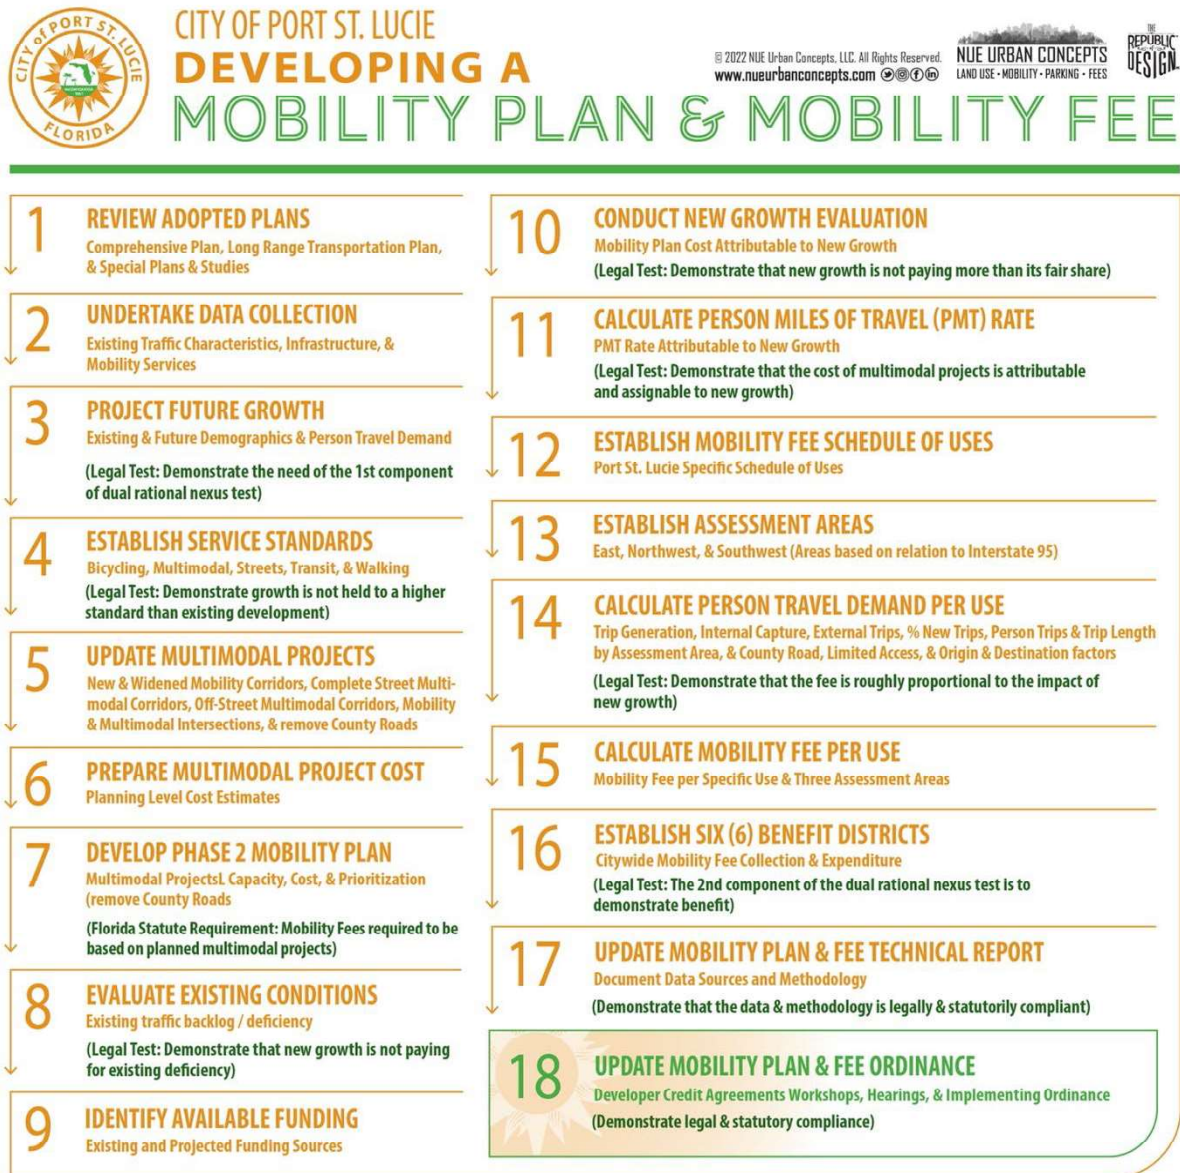 CITY OF PORT ST. LUCIE
FLORIDA
CITY OF PORT ST. LUCIE
DEVELOPING A
MOBILITY PLAN & MOBILITY FEE
© 2022 NUE Urban Concepts, LLC. All Rights Reserved.
www.nueurbanconcepts.com
NUE URBAN CONCEPTS
LAND USE • MOBILITY • PARKING • FEES
THE
REPUBLIC
OF
DESIGN
1
REVIEW ADOPTED PLANS
Comprehensive Plan, Long Range Transportation Plan,
& Special Plans & Studies
2
UNDERTAKE DATA COLLECTION
Existing Traffic Characteristics, Infrastructure, &
Mobility Services
3
PROJECT FUTURE GROWTH
Existing & Future Demographics & Person Travel Demand
(Legal Test: Demonstrate the need of the 1st component
of dual rational nexus test)
4
ESTABLISH SERVICE STANDARDS
Bicycling, Multimodal, Streets, Transit, & Walking
(Legal Test: Demonstrate growth is not held to a higher
standard than existing development)
5
UPDATE MULTIMODAL PROJECTS
New & Widened Mobility Corridors, Complete Street Multi-
modal Corridors, Off-Street Multimodal Corridors, Mobility
& Multimodal Intersections, & remove County Roads
6
PREPARE MULTIMODAL PROJECT COST
Planning Level Cost Estimates
7
DEVELOP PHASE 2 MOBILITY PLAN
Multimodal ProjectsL Capacity, Cost, & Prioritization
(remove County Roads
(Florida Statute Requirement: Mobility Fees required to be
based on planned multimodal projects)
8
EVALUATE EXISTING CONDITIONS
Existing traffic backlog / deficiency
(Legal Test: Demonstrate that new growth is not paying
for existing deficiency)
9
IDENTIFY AVAILABLE FUNDING
Existing and Projected Funding Sources
10
CONDUCT NEW GROWTH EVALUATION
Mobility Plan Cost Attributable to New Growth
(Legal Test: Demonstrate that new growth is not paying more than its fair share)
11
CALCULATE PERSON MILES OF TRAVEL (PMT) RATE
PMT Rate Attributable to New Growth
(Legal Test: Demonstrate that the cost of multimodal projects is attributable
and assignable to new growth)
12
ESTABLISH MOBILITY FEE SCHEDULE OF USES
Port St. Lucie Specific Schedule of Uses
13
ESTABLISH ASSESSMENT AREAS
East, Northwest, & Southwest (Areas based on relation to Interstate 95)
14
CALCULATE PERSON TRAVEL DEMAND PER USE
Trip Generation, Internal Capture, External Trips, % New Trips, Person Trips & Trip Length
by Assessment Area, & County Road, Limited Access, & Origin & Destination factors
(Legal Test: Demonstrate that the fee is roughly proportional to the impact of
new growth)
15
CALCULATE MOBILITY FEE PER USE
Mobility Fee per Specific Use & Three Assessment Areas
16
ESTABLISH SIX (6) BENEFIT DISTRICTS
Citywide Mobility Fee Collection & Expenditure
(Legal Test: The 2nd component of the dual rational nexus test is to
demonstrate benefit)
17
UPDATE MOBILITY PLAN & FEE TECHNICAL REPORT
Document Data Sources and Methodology
(Demonstrate that the data & methodology is legally & statutorily compliant)
18
UPDATE MOBILITY PLAN & FEE ORDINANCE
Developer Credit Agreements Workshops, Hearings, & Implementing Ordinance
(Demonstrate legal & statutory compliance)